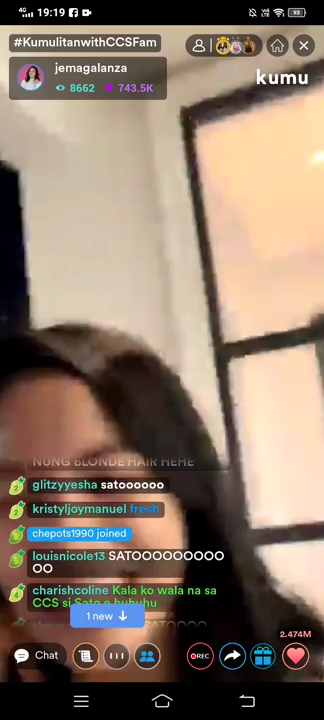 4G 19:19 92
#KumulitanwithCCSFam
jemagalanza
8662 743.5K
kumu
NUNG BLONDE HAIR HEHE
glitzyyesha satoooooo
kristyljoymanuel fresh
chepots1990 joined
louisnicole13 SATOOOOOOOOO
OO
charishcoline Kala ko wala na sa
CCS si Sato e huhuhu
1 new
2.474M
Chat
REC